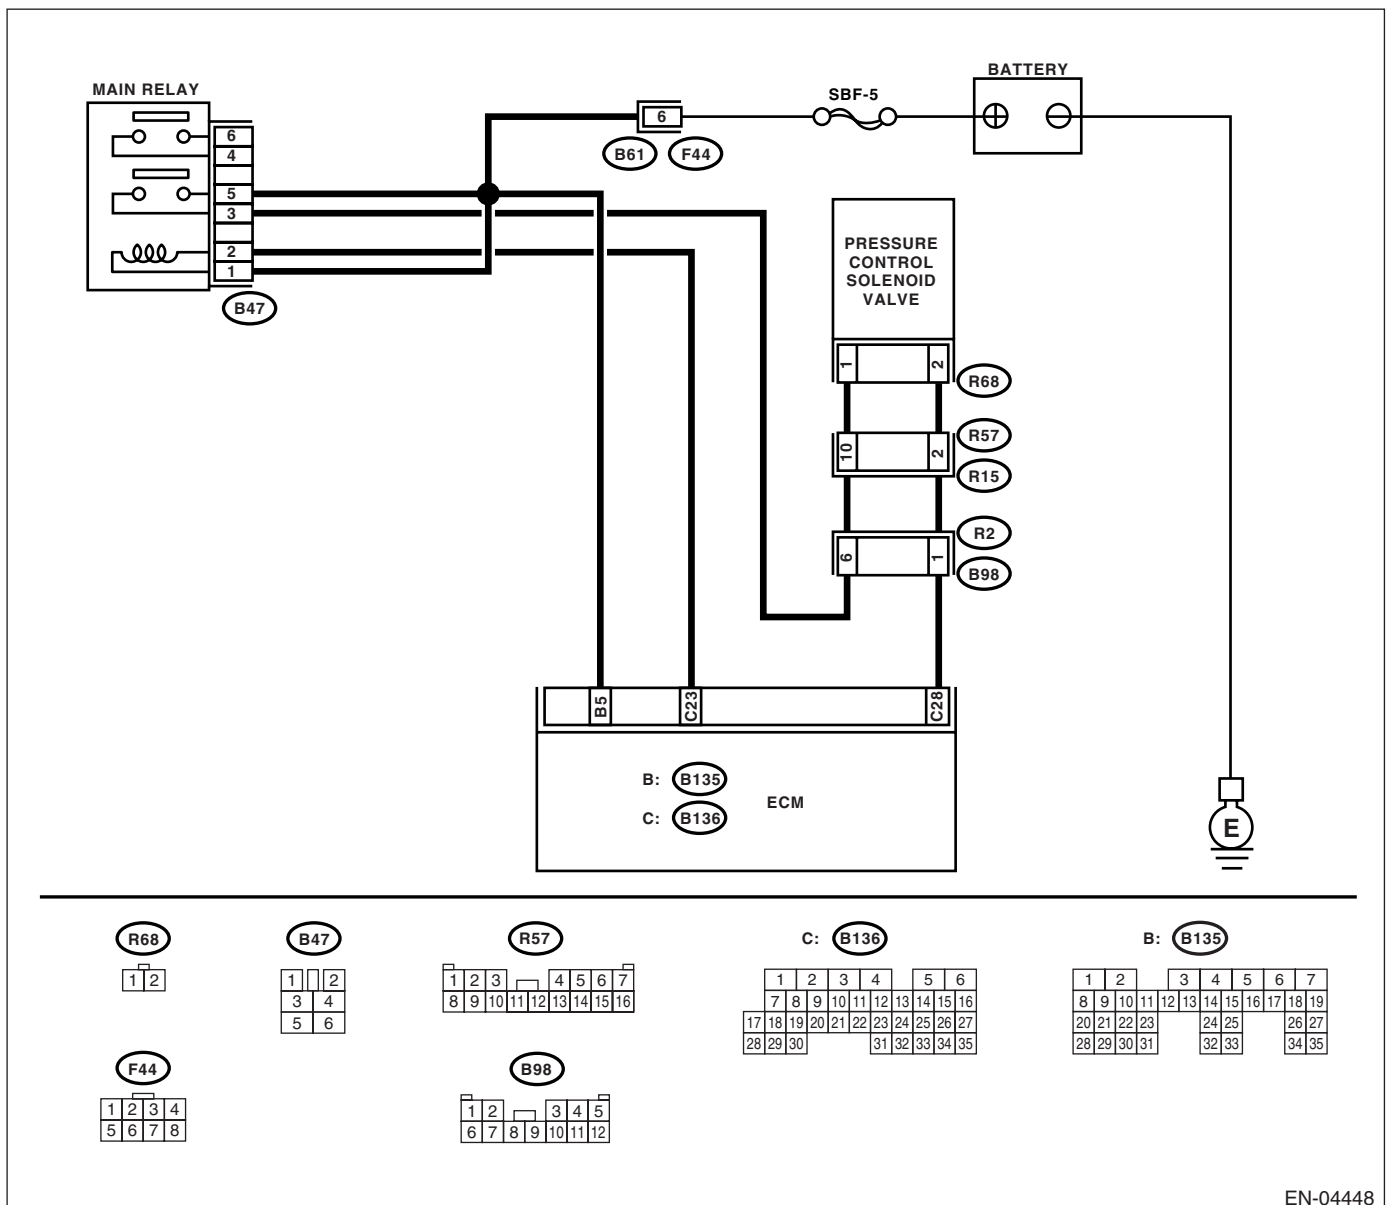 BATTERY
MAIN RELAY
SBF-5
6
B61
F44
6
4
5
3
2
1
B47
PRESSURE
CONTROL
SOLENOID
VALVE
1
2
R68
10
2
R57
R15
R2
6
1
B98
B5
C23
C28
B: B135
C: B136
ECM
E
R68
1 2
B47
1 2
3 4
5 6
R57
1 2 3 4 5 6 7
8 9 10 11 12 13 14 15 16
C: B136
1 2 3 4 5 6
7 8 9 10 11 12 13 14 15 16
17 18 19 20 21 22 23 24 25 26 27
28 29 30 31 32 33 34 35
B: B135
1 2 3 4 5 6 7
8 9 10 11 12 13 14 15 16 17 18 19
20 21 22 23 24 25 26 27
28 29 30 31 32 33 34 35
F44
1 2 3 4
5 6 7 8
B98
1 2 3 4 5
6 7 8 9 10 11 12
EN-04448